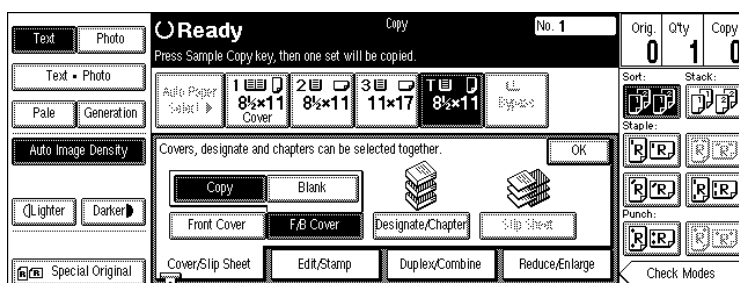 Text
Photo
Text • Photo
Pale
Generation
Auto Image Density
Lighter
Darker
Special Original
Ready
Copy
No. 1
Press Sample Copy key, then one set will be copied.
Auto Paper
Select ▶
1
8½×11
Cover
2
8½×11
3
11×17
T
8½×11
Bypass
Covers, designate and chapters can be selected together.
OK
Copy
Blank
Front Cover
F/B Cover
Designate/Chapter
Slip Sheet
Cover/Slip Sheet
Edit/Stamp
Duplex/Combine
Reduce/Enlarge
Orig.
Q'ty
Copy
0
1
0
Sort:
Stack:
Staple:
Punch:
Check Modes